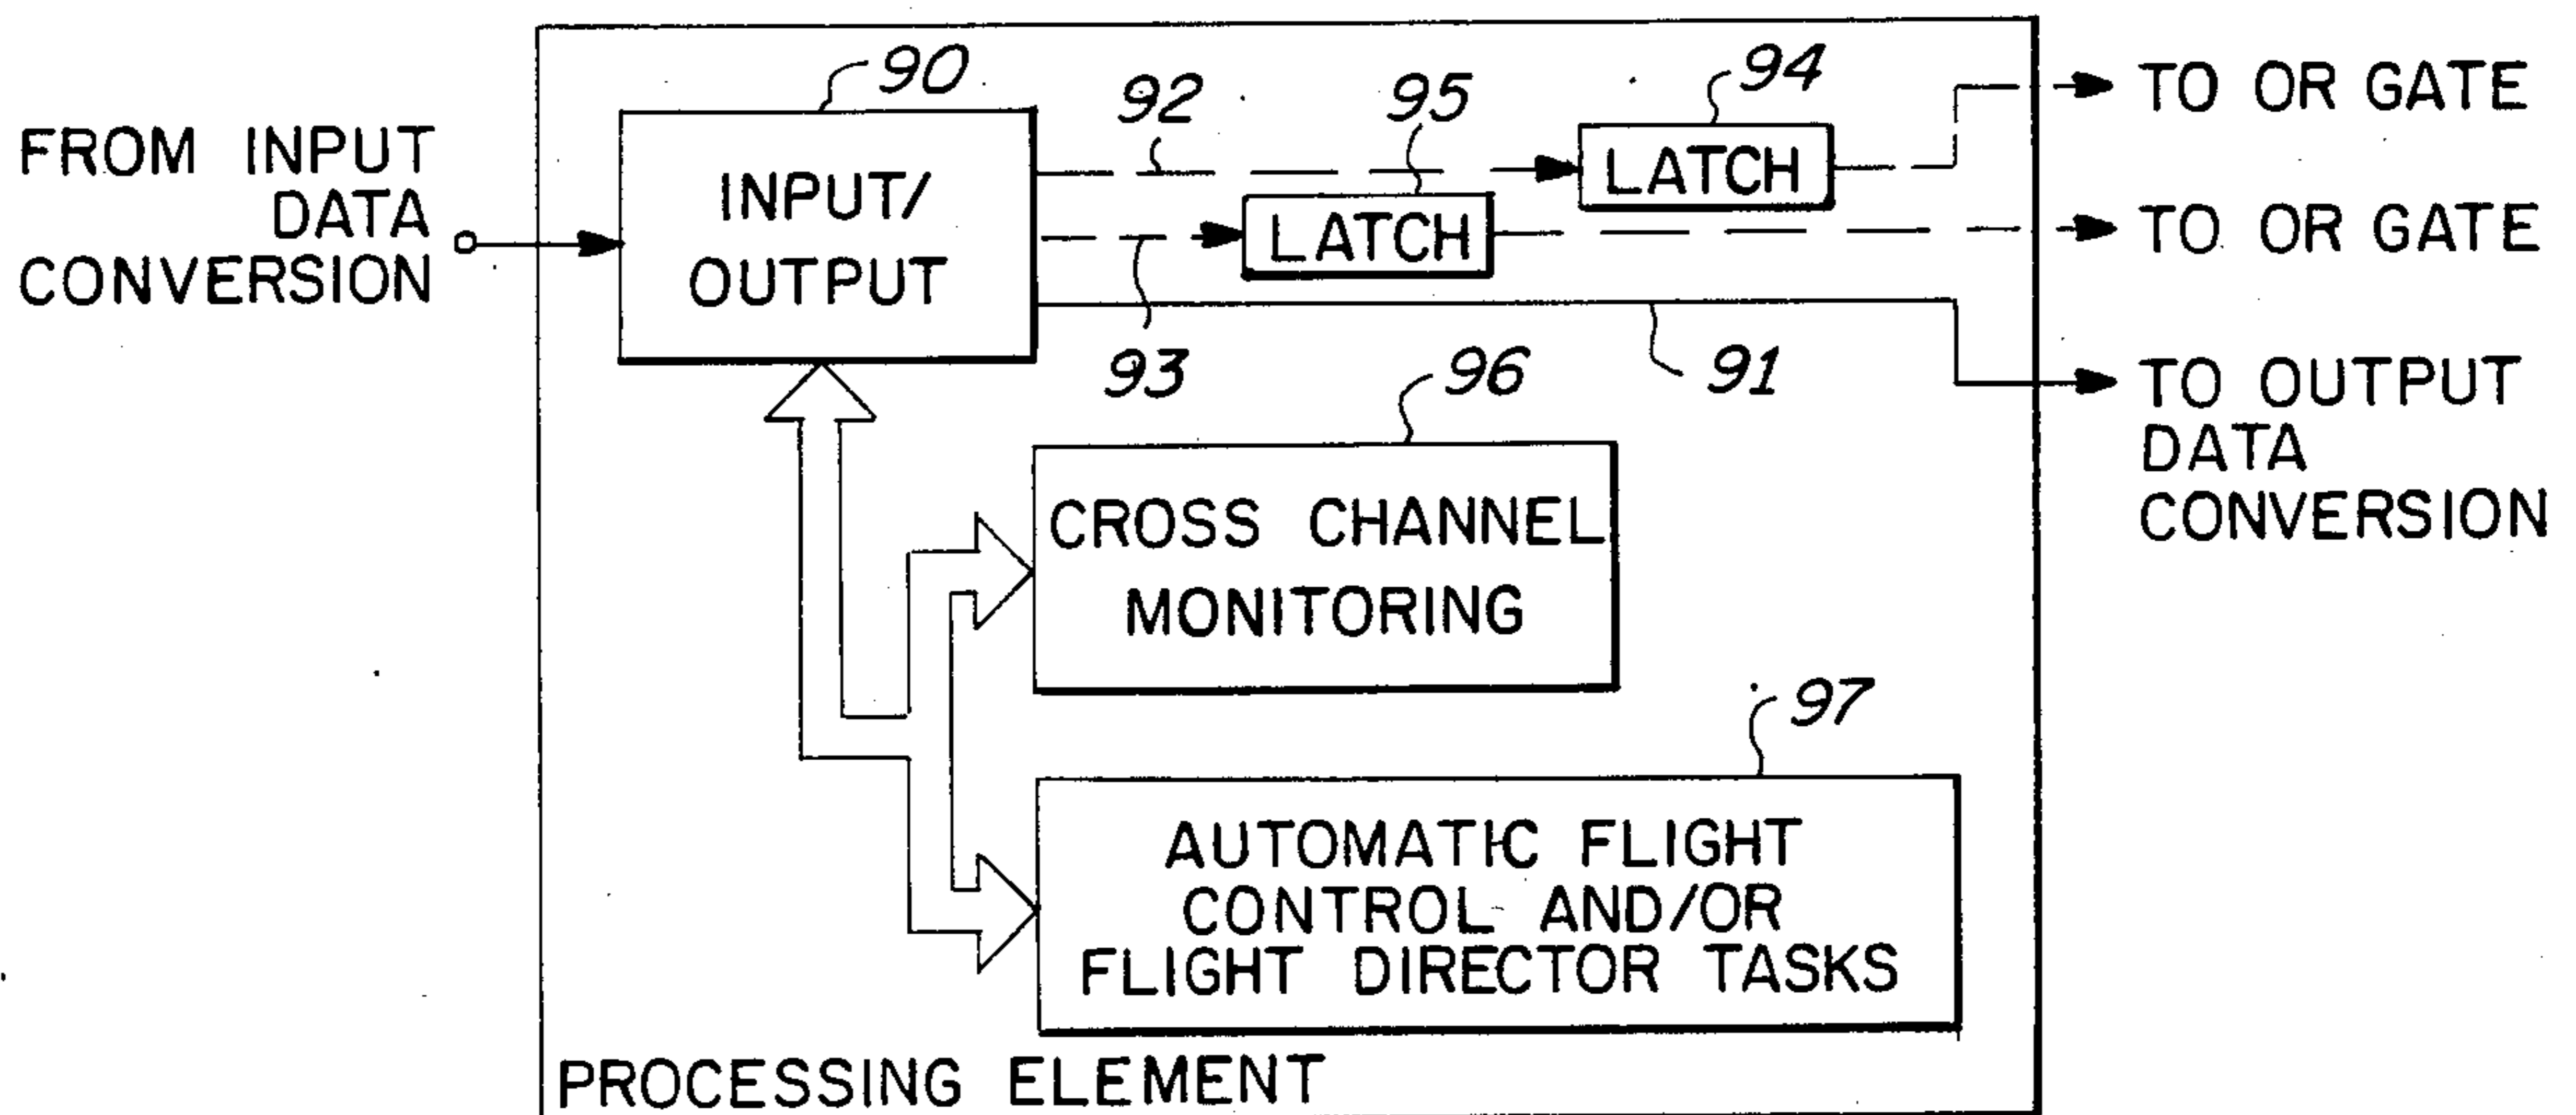 FROM INPUT
DATA
CONVERSION
90
INPUT/
OUTPUT
92
95
94
LATCH
LATCH
93
91
TO OR GATE
TO OR GATE
TO OUTPUT
DATA
CONVERSION
96
CROSS CHANNEL
MONITORING
97
AUTOMATIC FLIGHT
CONTROL AND/OR
FLIGHT DIRECTOR TASKS
PROCESSING ELEMENT